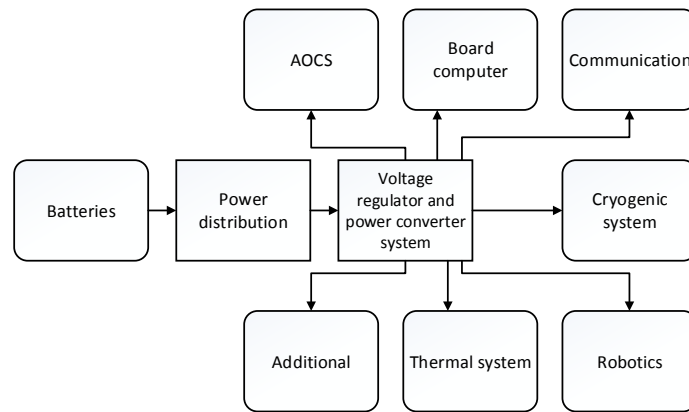 AOCS
Board
computer
Communication
Batteries
Power
distribution
Voltage
regulator and
power converter
system
Cryogenic
system
Additional
Thermal system
Robotics